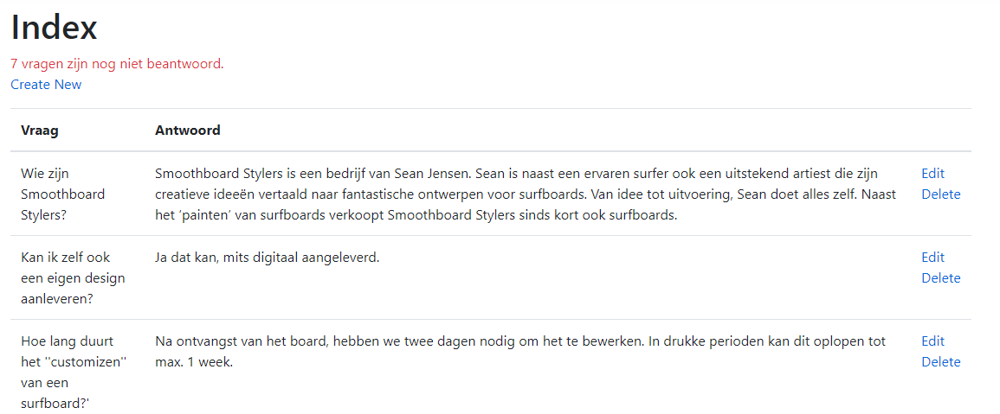 Index
7 vragen zijn nog niet beantwoord.
Create New
Vraag Antwoord
Wie zijn Smoothboard Stylers is een bedrijf van Sean Jensen. Sean is naast een ervaren surfer ook een uitstekend artiest die zijn Edit
Smoothboard creatieve ideeën vertaald naar fantastische ontwerpen voor surfboards. Van idee tot uitvoering, Sean doet alles zelf. Naast Delete
Stylers? het ‘painten’ van surfboards verkoopt Smoothboard Stylers sinds kort ook surfboards.
Kan ik zelf ook Ja dat kan, mits digitaal aangeleverd. Edit
een eigen design Delete
aanleveren?
Hoe lang duurt Na ontvangst van het board, hebben we twee dagen nodig om het te bewerken. In drukke perioden kan dit oplopen tot Edit
het ''customizen'' max. 1 week. Delete
van een
surfboard?'